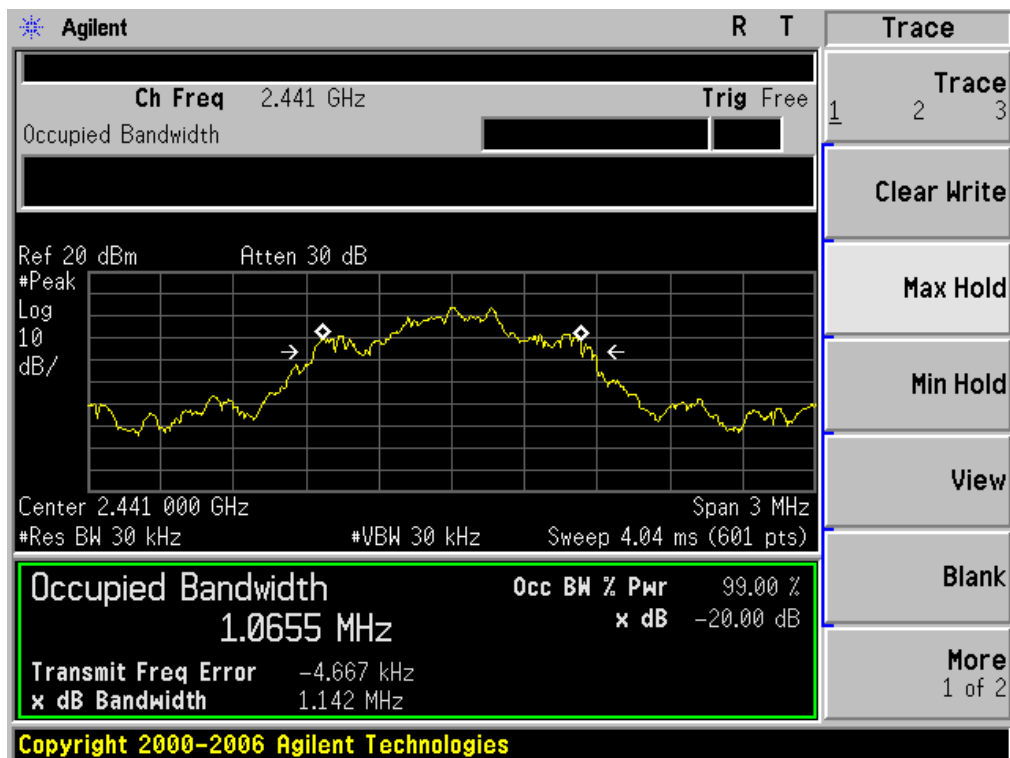 Agilent R T
Ch Freq 2.441 GHz Trig Free
Occupied Bandwidth
Ref 20 dBm Atten 30 dB
#Peak
Log
10
dB/
Center 2.441 000 GHz Span 3 MHz
#Res BW 30 kHz #VBW 30 kHz Sweep 4.04 ms (601 pts)
Occupied Bandwidth Occ BW % Pwr 99.00 %
1.0655 MHz x dB -20.00 dB
Transmit Freq Error -4.667 kHz
x dB Bandwidth 1.142 MHz
Copyright 2000-2006 Agilent Technologies
Trace
Trace
1 2 3
Clear Write
Max Hold
Min Hold
View
Blank
More
1 of 2